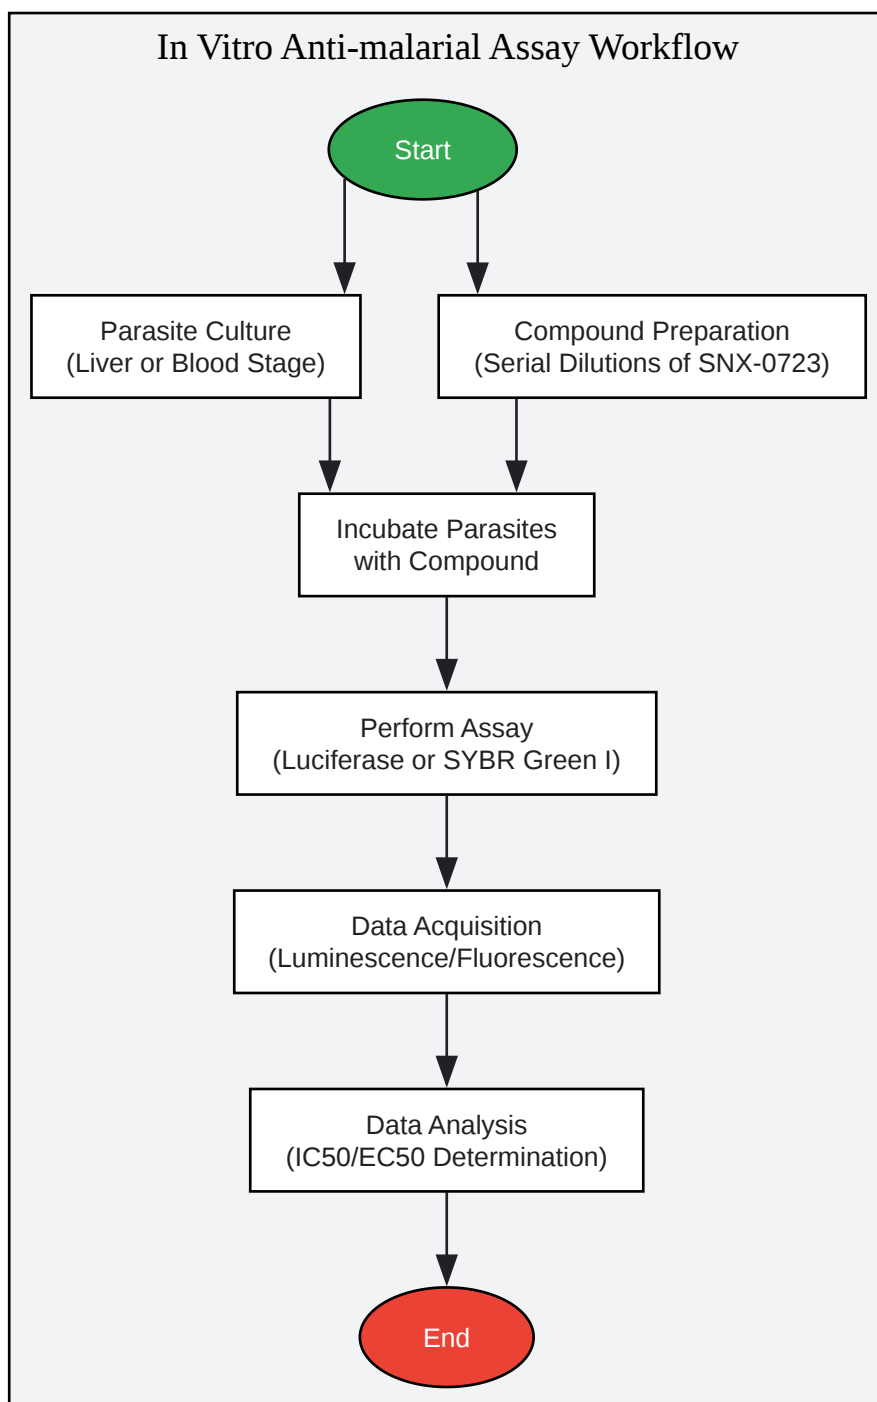 In Vitro Anti-malarial Assay Workflow
Start
Parasite Culture
(Liver or Blood Stage)
Compound Preparation
(Serial Dilutions of SNX-0723)
Incubate Parasites
with Compound
Perform Assay
(Luciferase or SYBR Green I)
Data Acquisition
(Luminescence/Fluorescence)
Data Analysis
(IC50/EC50 Determination)
End